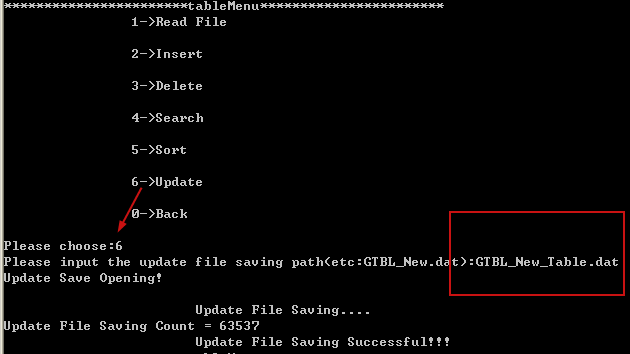 ***********************tableMenu***********************
1->Read File
2->Insert
3->Delete
4->Search
5->Sort
6->Update
0->Back
Please choose:6
Please input the update file saving path(etc:GTBL_New.dat):GTBL_New_Table.dat
Update Save Opening!
Update File Saving....
Update File Saving Count = 63537
Update File Saving Successful!!!